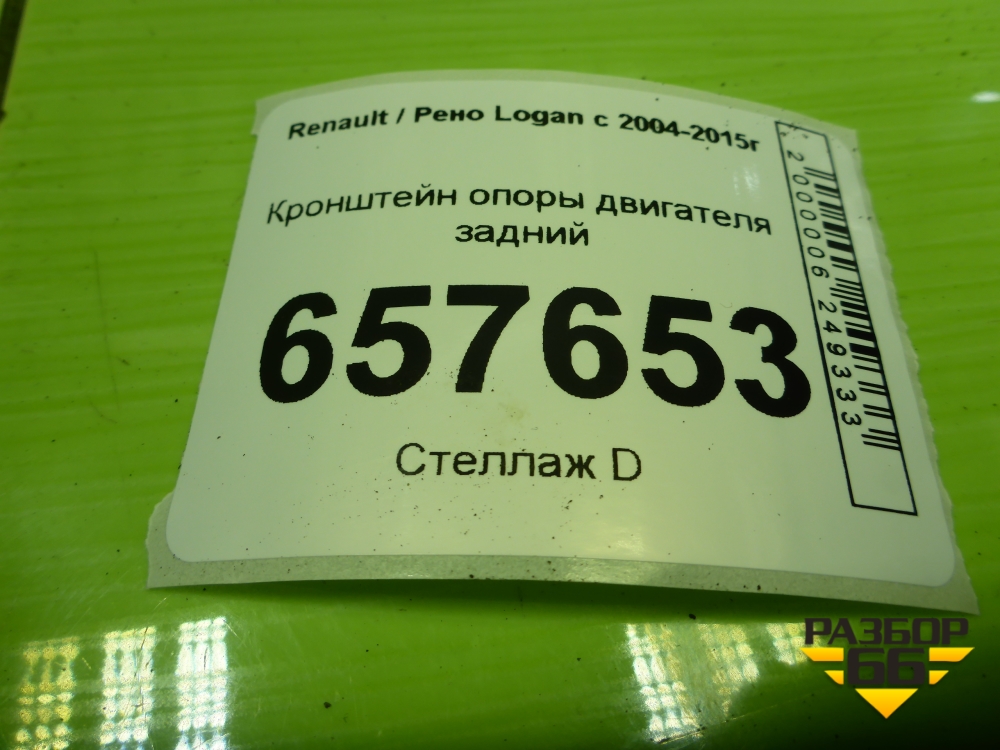 Renault / Рено Logan с 2004-2015г
Кронштейн опоры двигателя
задний
657653
Стеллаж D
2000006249333
РАЗБОР
66